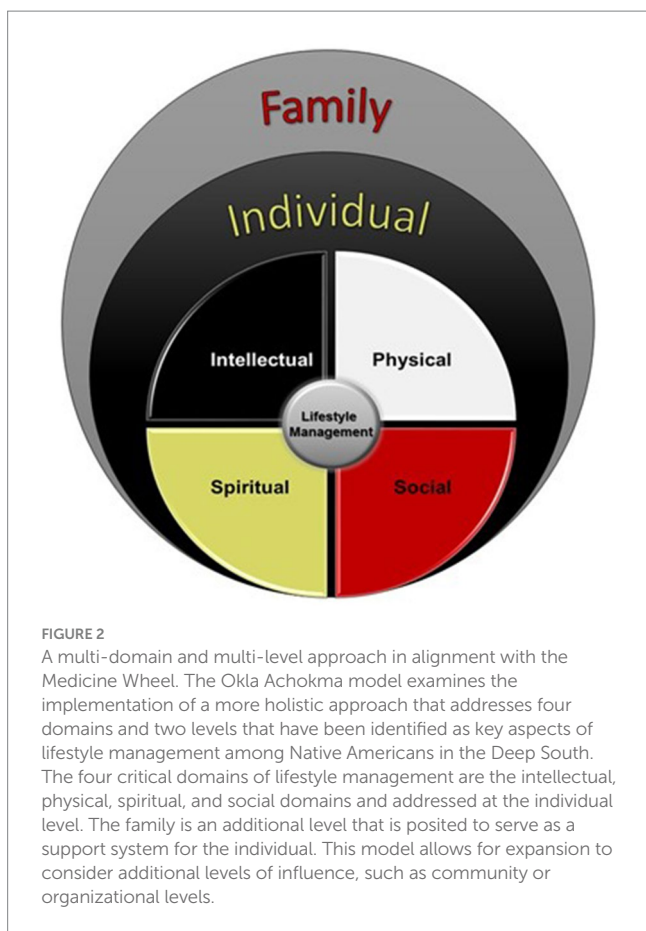 Family
Individual
Intellectual
Physical
Lifestyle
Management
Spiritual
Social
FIGURE 2
A multi-domain and multi-level approach in alignment with the
Medicine Wheel. The Okla Achokma model examines the
implementation of a more holistic approach that addresses four
domains and two levels that have been identified as key aspects of
lifestyle management among Native Americans in the Deep South.
The four critical domains of lifestyle management are the intellectual,
physical, spiritual, and social domains and addressed at the individual
level. The family is an additional level that is posited to serve as a
support system for the individual. This model allows for expansion to
consider additional levels of influence, such as community or
organizational levels.